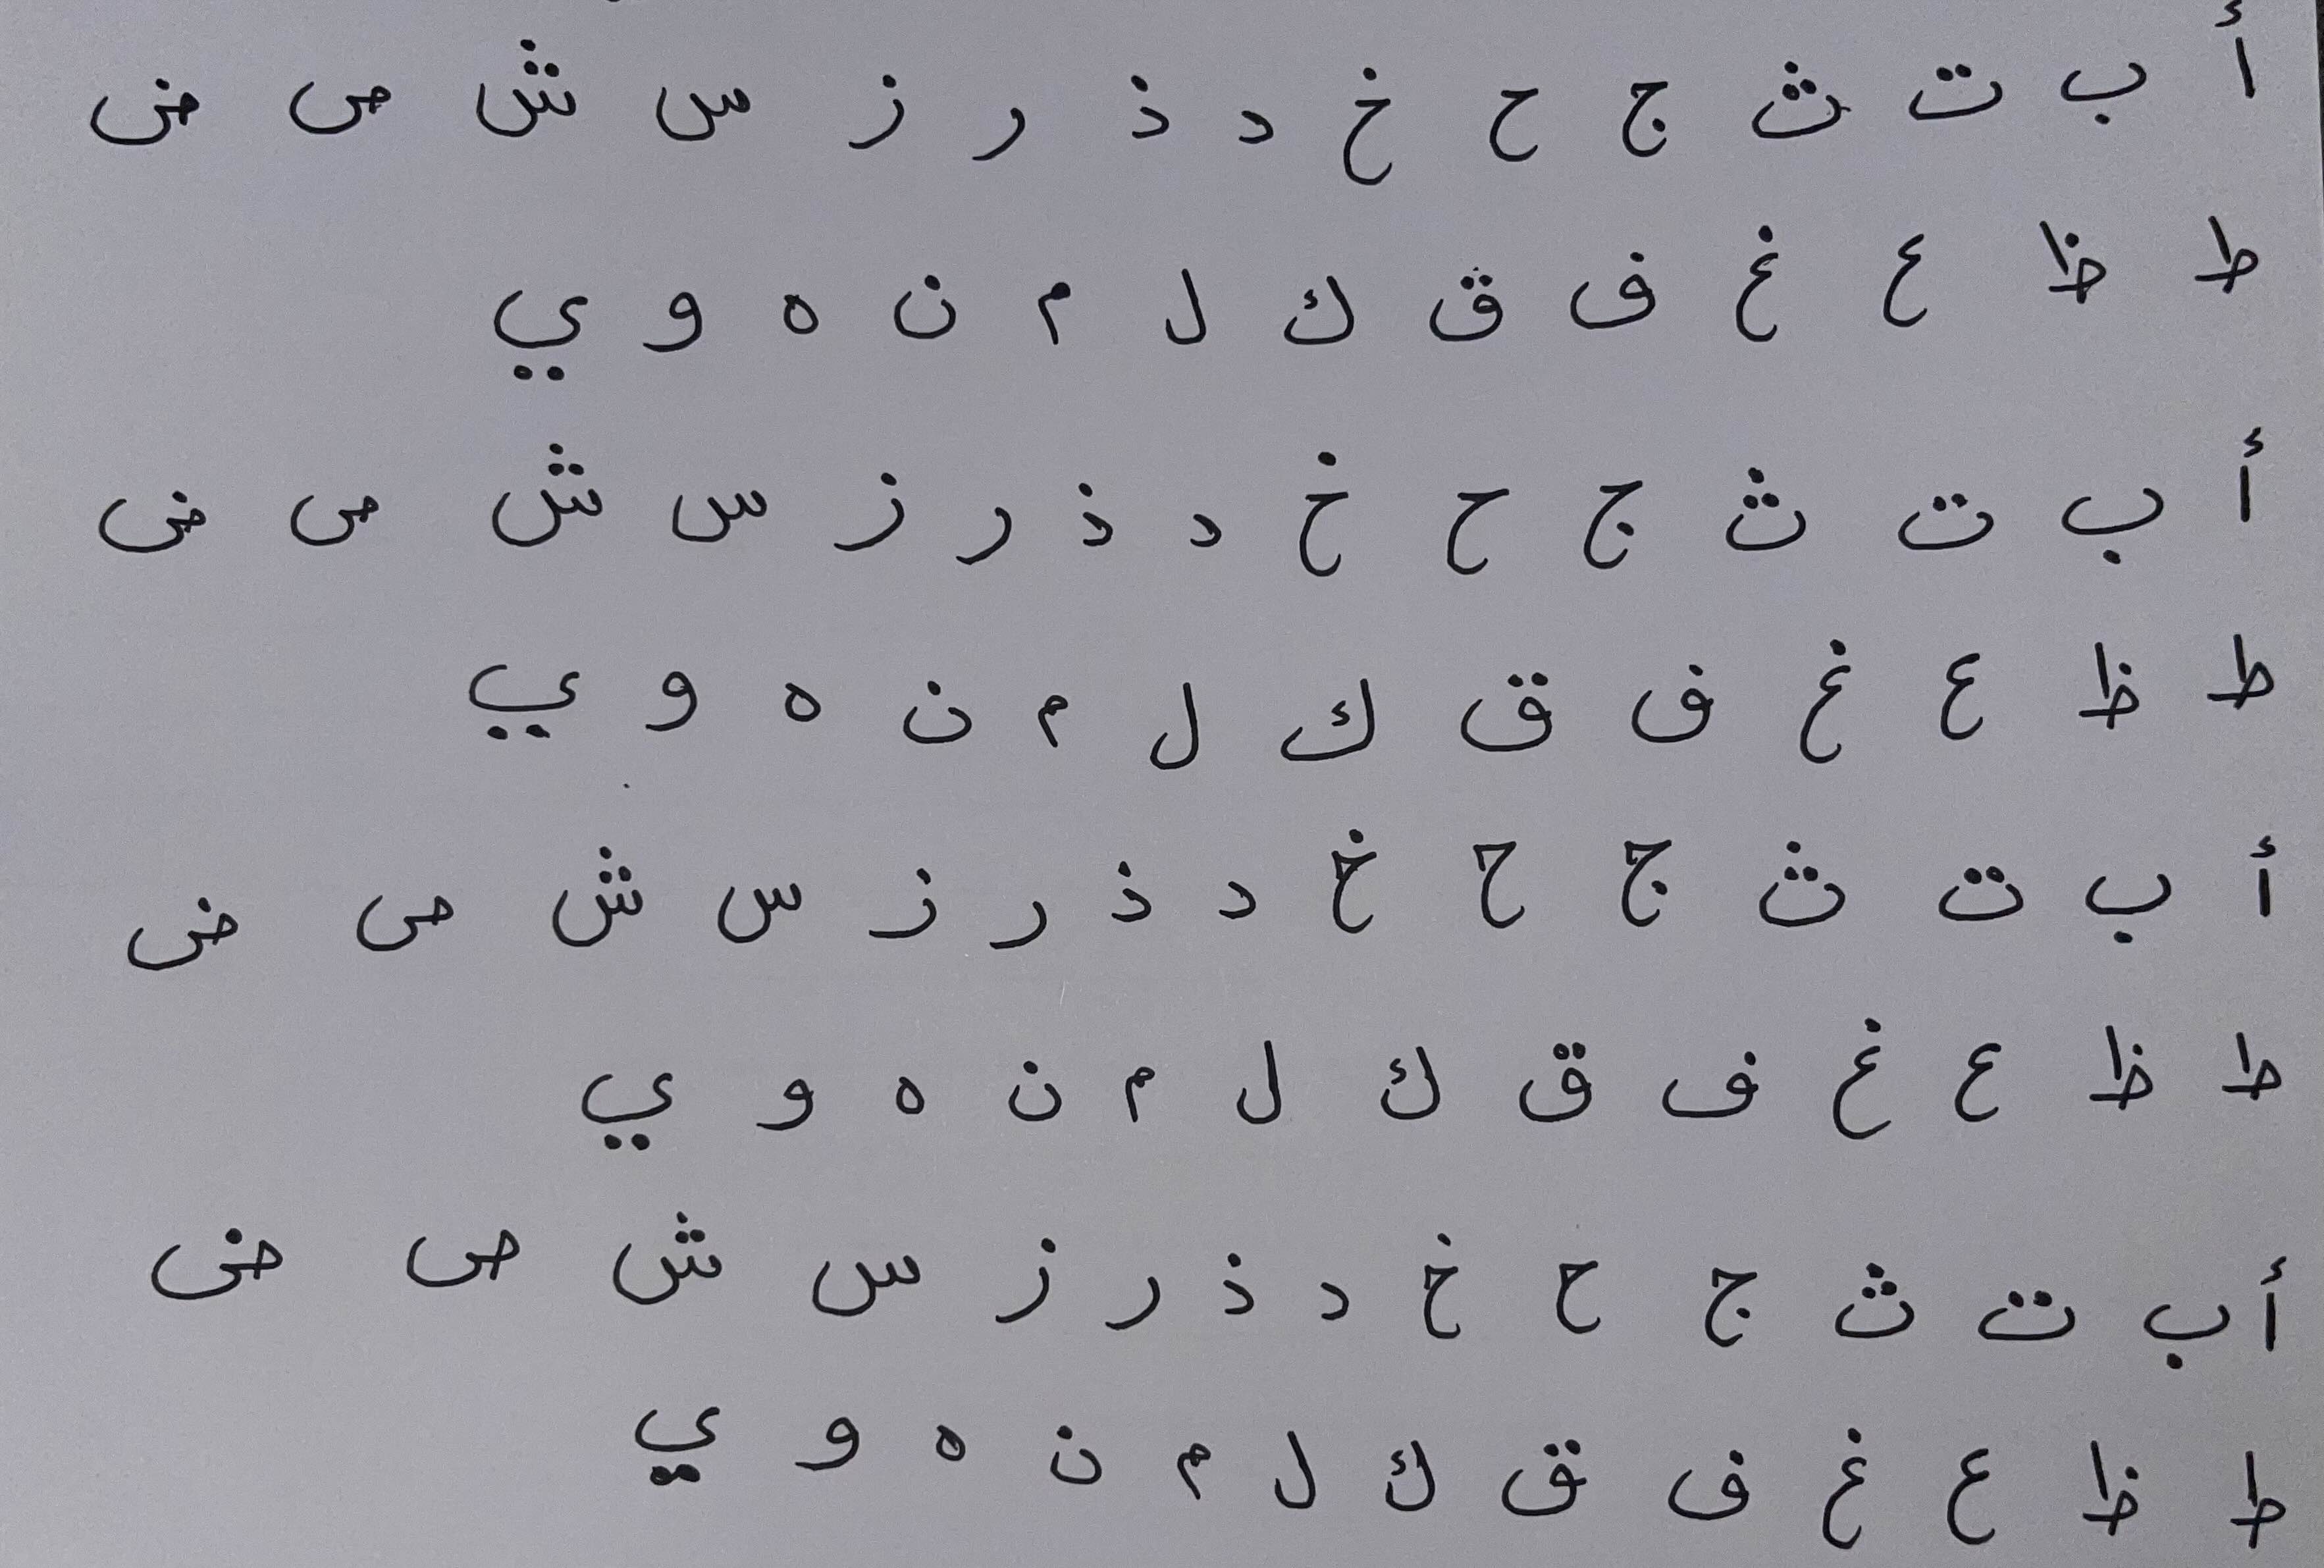 أ ب ت ث ج ح خ د ذ ر ز س ش ص ض
ط ظ ع غ ف ق ك ل م ن ه و ي
أ ب ت ث ج ح خ د ذ ر ز س ش ص ض
ط ظ ع غ ف ق ك ل م ن ه و ي
أ ب ت ث ج ح خ د ذ ر ز س ش ص ض
ط ظ ع غ ف ق ك ل م ن ه و ي
أ ب ت ث ج ح خ د ذ ر ز س ش ص ض
ط ظ ع غ ف ق ك ل م ن ه و ي